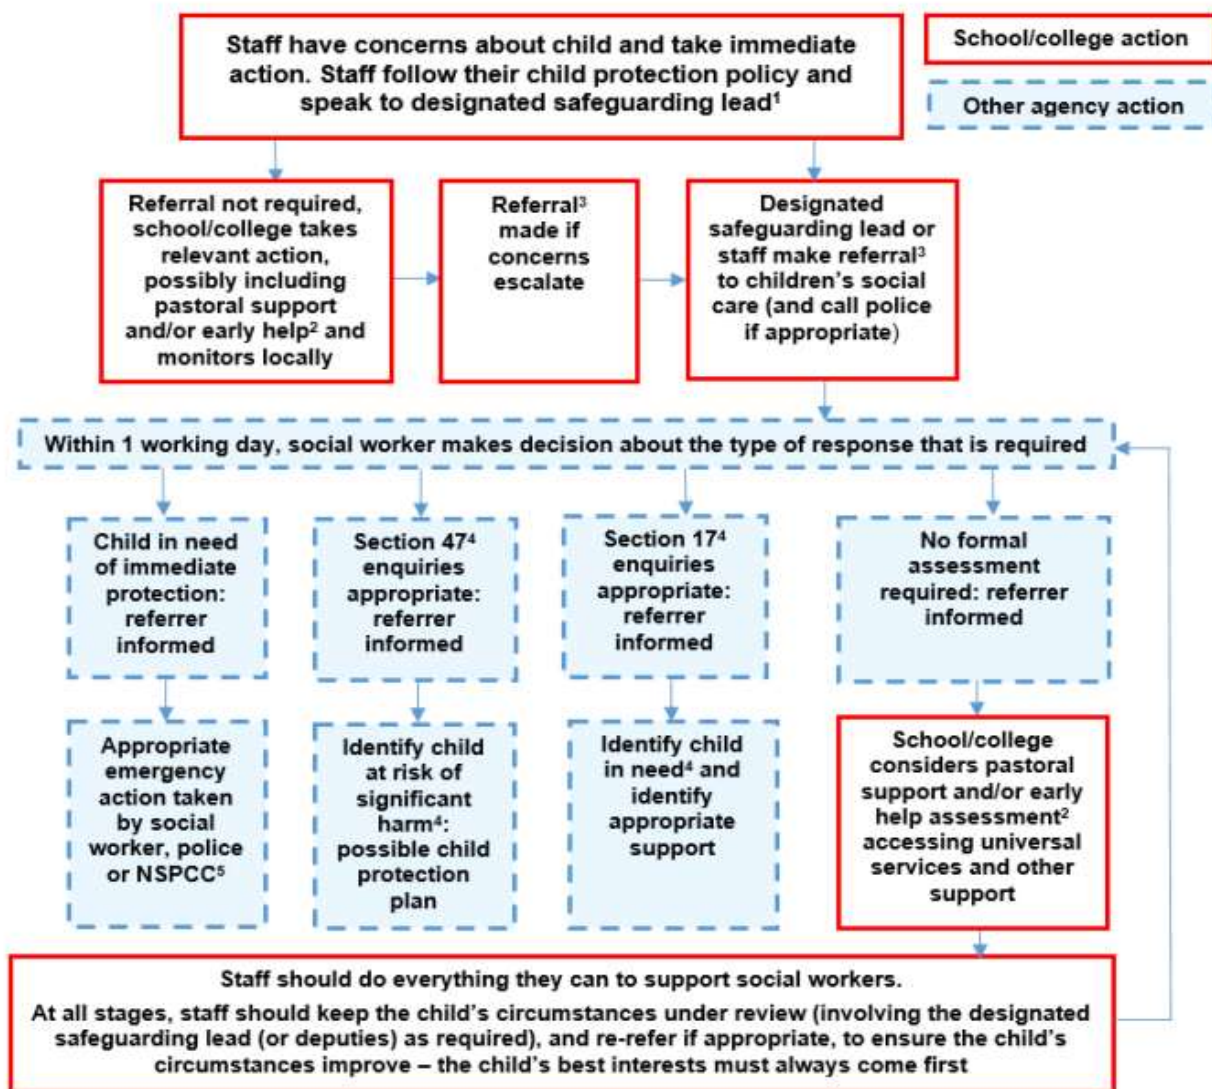 Staff have concerns about child and take immediate
action. Staff follow their child protection policy and
speak to designated safeguarding lead¹
School/college action
Other agency action
Referral not required,
school/college takes
relevant action,
possibly including
pastoral support
and/or early help² and
monitors locally
Referral³
made if
concerns
escalate
Designated
safeguarding lead or
staff make referral³
to children's social
care (and call police
if appropriate)
Within 1 working day, social worker makes decision about the type of response that is required
Child in need
of immediate
protection:
referrer
informed
Section 47⁴
enquiries
appropriate:
referrer
informed
Section 17⁴
enquiries
appropriate:
referrer
informed
No formal
assessment
required: referrer
informed
Appropriate
emergency
action taken
by social
worker, police
or NSPCC⁵
Identify child
at risk of
significant
harm⁴:
possible child
protection
plan
Identify child
in need⁴ and
identify
appropriate
support
School/college
considers pastoral
support and/or early
help assessment²
accessing universal
services and other
support
Staff should do everything they can to support social workers.
At all stages, staff should keep the child's circumstances under review (involving the designated
safeguarding lead (or deputies) as required), and re-refer if appropriate, to ensure the child's
circumstances improve – the child's best interests must always come first